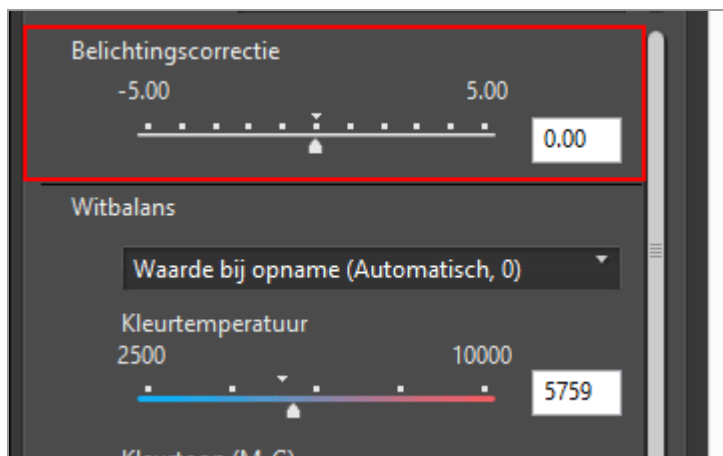 Belichtingscorrectie
-5.00 5.00
0.00
Witbalans
Waarde bij opname (Automatisch, 0)
Kleurtemperatuur
2500 10000
5759